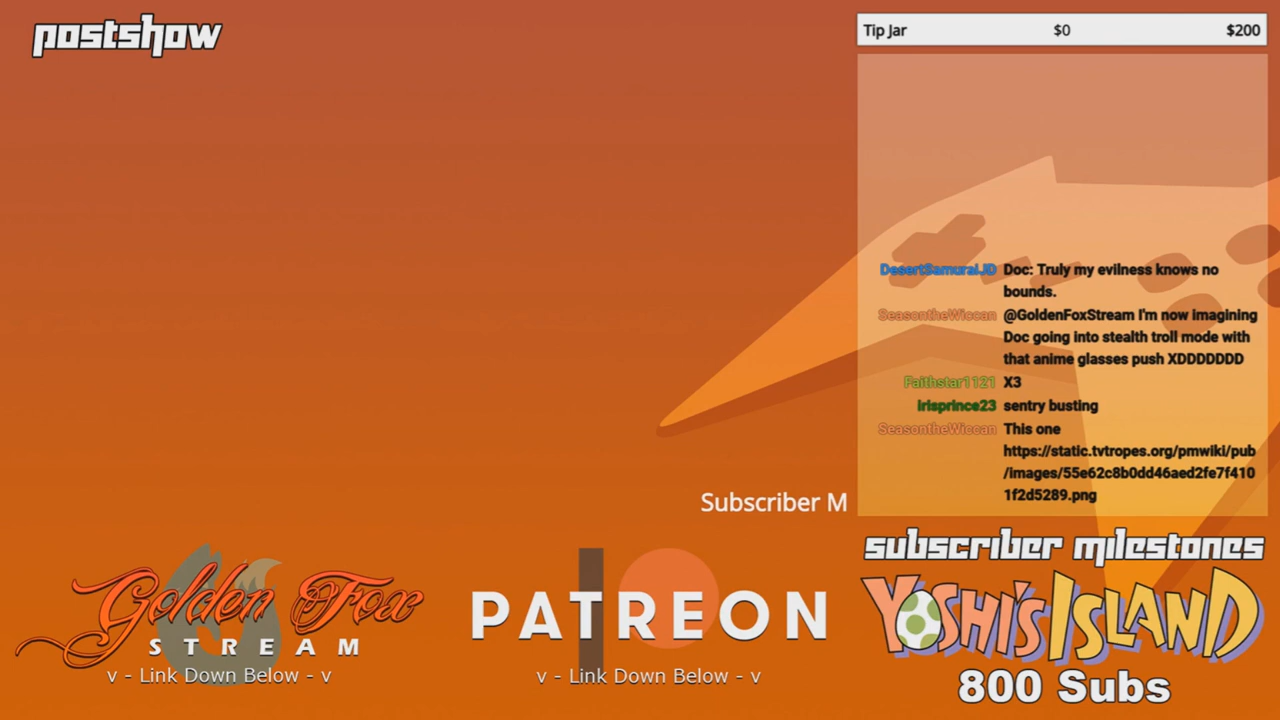 postshow
Tip Jar $0 $200
DesertSamuraiJD Doc: Truly my evilness knows no
bounds.
SeasontheWiccan @GoldenFoxStream I'm now imagining
Doc going into stealth troll mode with
that anime glasses push XDDDDDDD
Faithstar1121 X3
irisprince23 sentry busting
SeasontheWiccan This one
https://static.tvtropes.org/pmwiki/pub
/images/55e62c8b0dd46aed2fe7f410
1f2d5289.png
Subscriber M
Golden Fox
STREAM
v - Link Down Below - v
PATREON
v - Link Down Below - v
subscriber milestones
YOSHI'S ISLAND
800 Subs